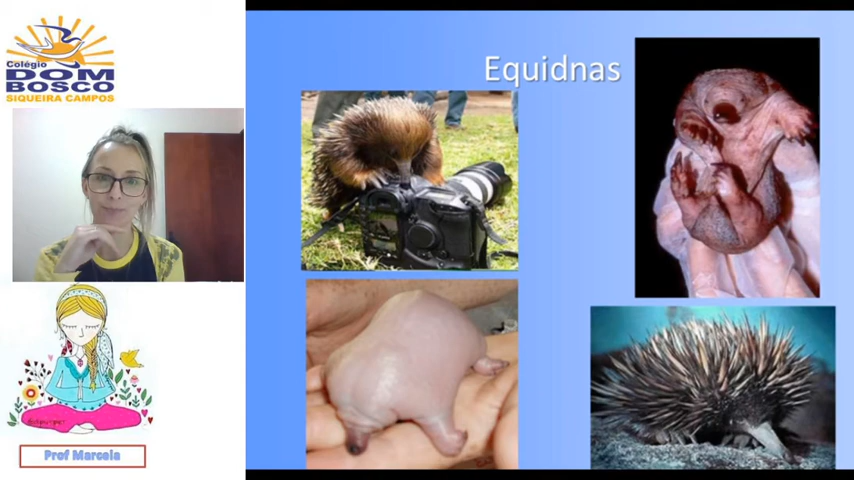 Colégio
DOM
BOSCO
SIQUEIRA CAMPOS
Prof Marcela
Equidnas